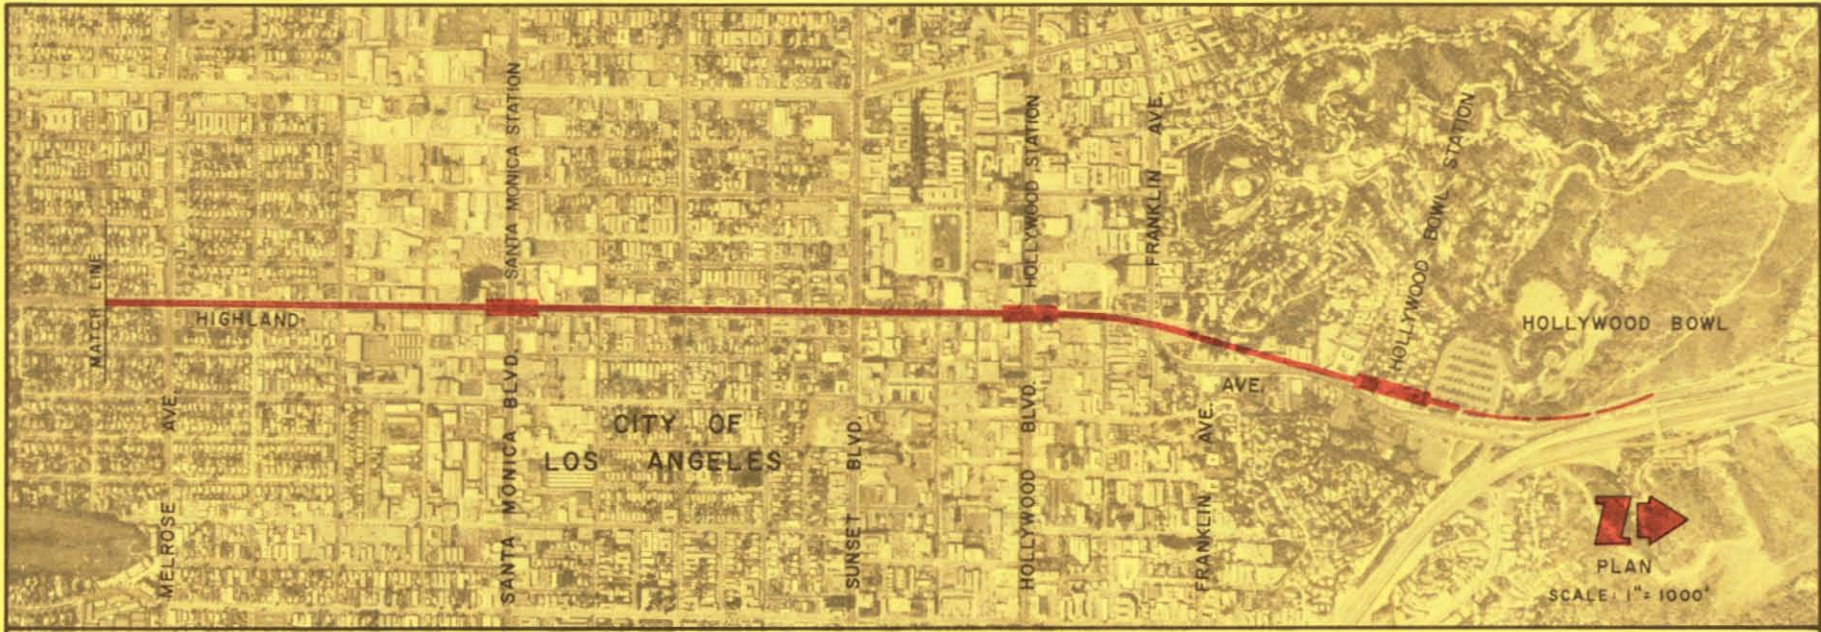 MATCH LINE
HIGHLAND
AVE.
MELROSE AVE.
SANTA MONICA STATION
SANTA MONICA BLVD.
CITY OF
LOS ANGELES
SUNSET BLVD.
HOLLYWOOD STATION
HOLLYWOOD BLVD.
FRANKLIN AVE.
FRANKLIN AVE.
HOLLYWOOD BOWL STATION
HOLLYWOOD BOWL
N
PLAN
SCALE: 1"= 1000'